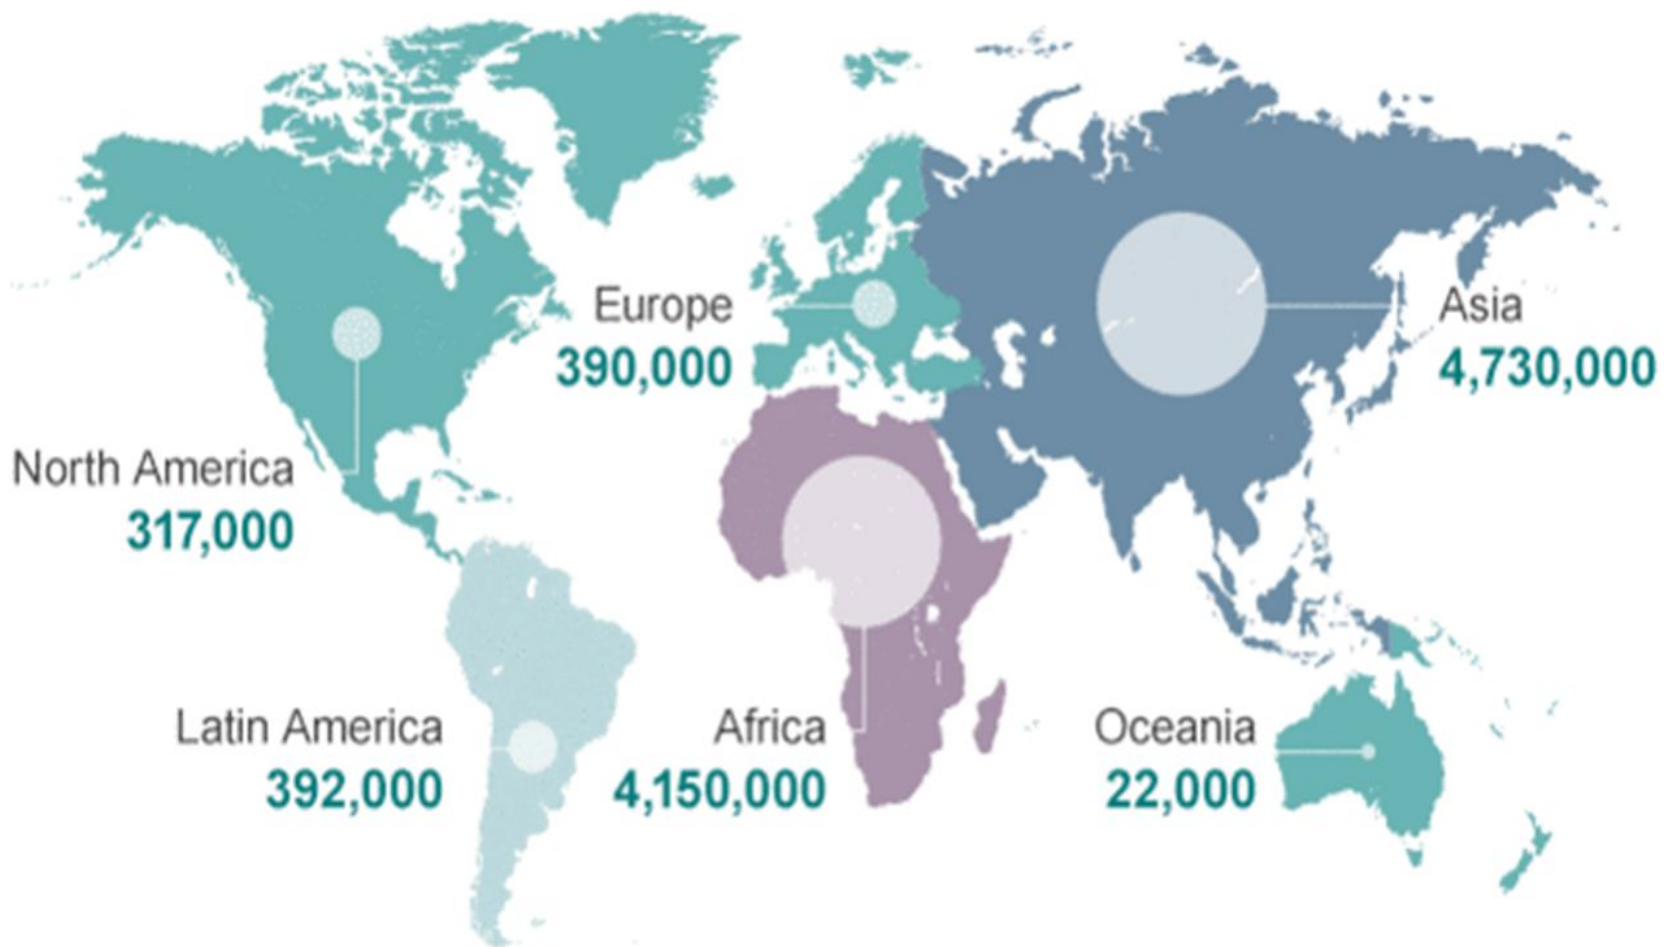 Europe
390,000
Asia
4,730,000
North America
317,000
Latin America
392,000
Africa
4,150,000
Oceania
22,000